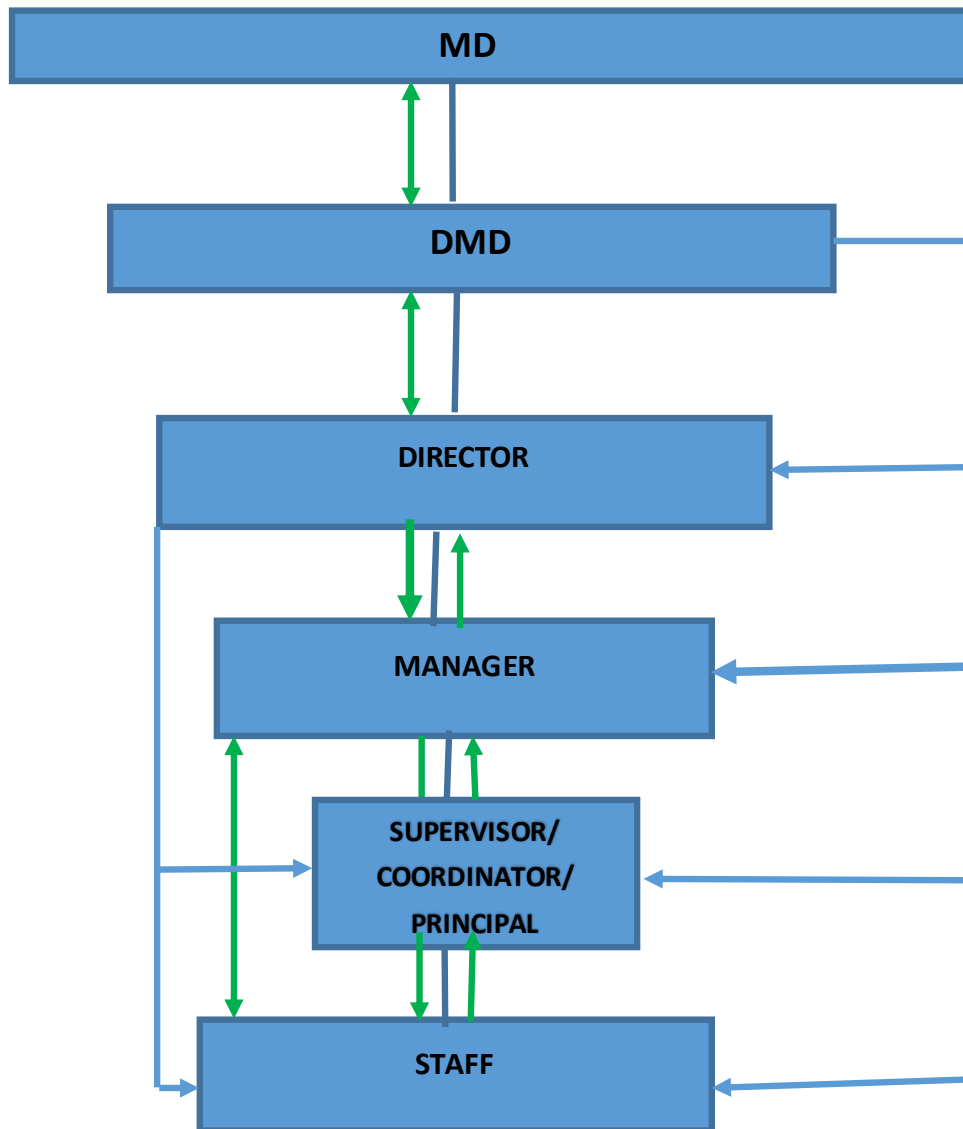 MD
DMD
DIRECTOR
MANAGER
SUPERVISOR/
COORDINATOR/
PRINCIPAL
STAFF